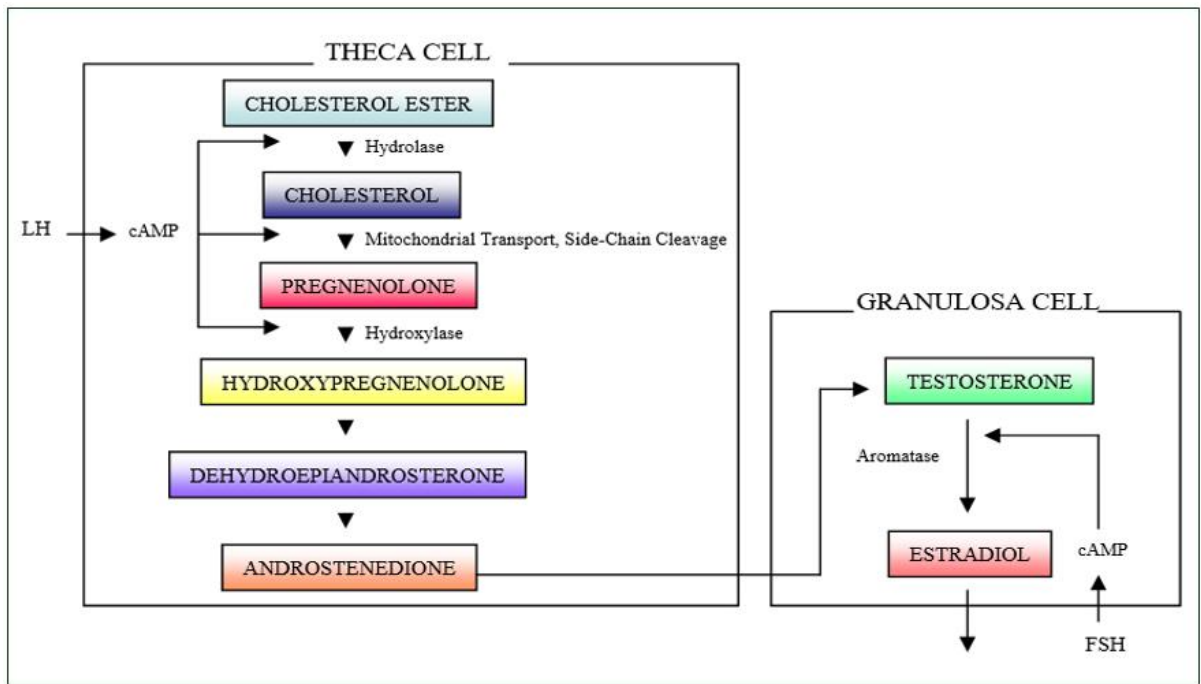 THECA CELL
CHOLESTEROL ESTER
Hydrolase
CHOLESTEROL
LH
cAMP
Mitochondrial Transport, Side-Chain Cleavage
PREGNENOLONE
Hydroxylase
HYDROXYPREGNENOLONE
DEHYDROEPIANDROSTERONE
ANDROSTENEDIONE
GRANULOSA CELL
TESTOSTERONE
Aromatase
ESTRADIOL
cAMP
FSH